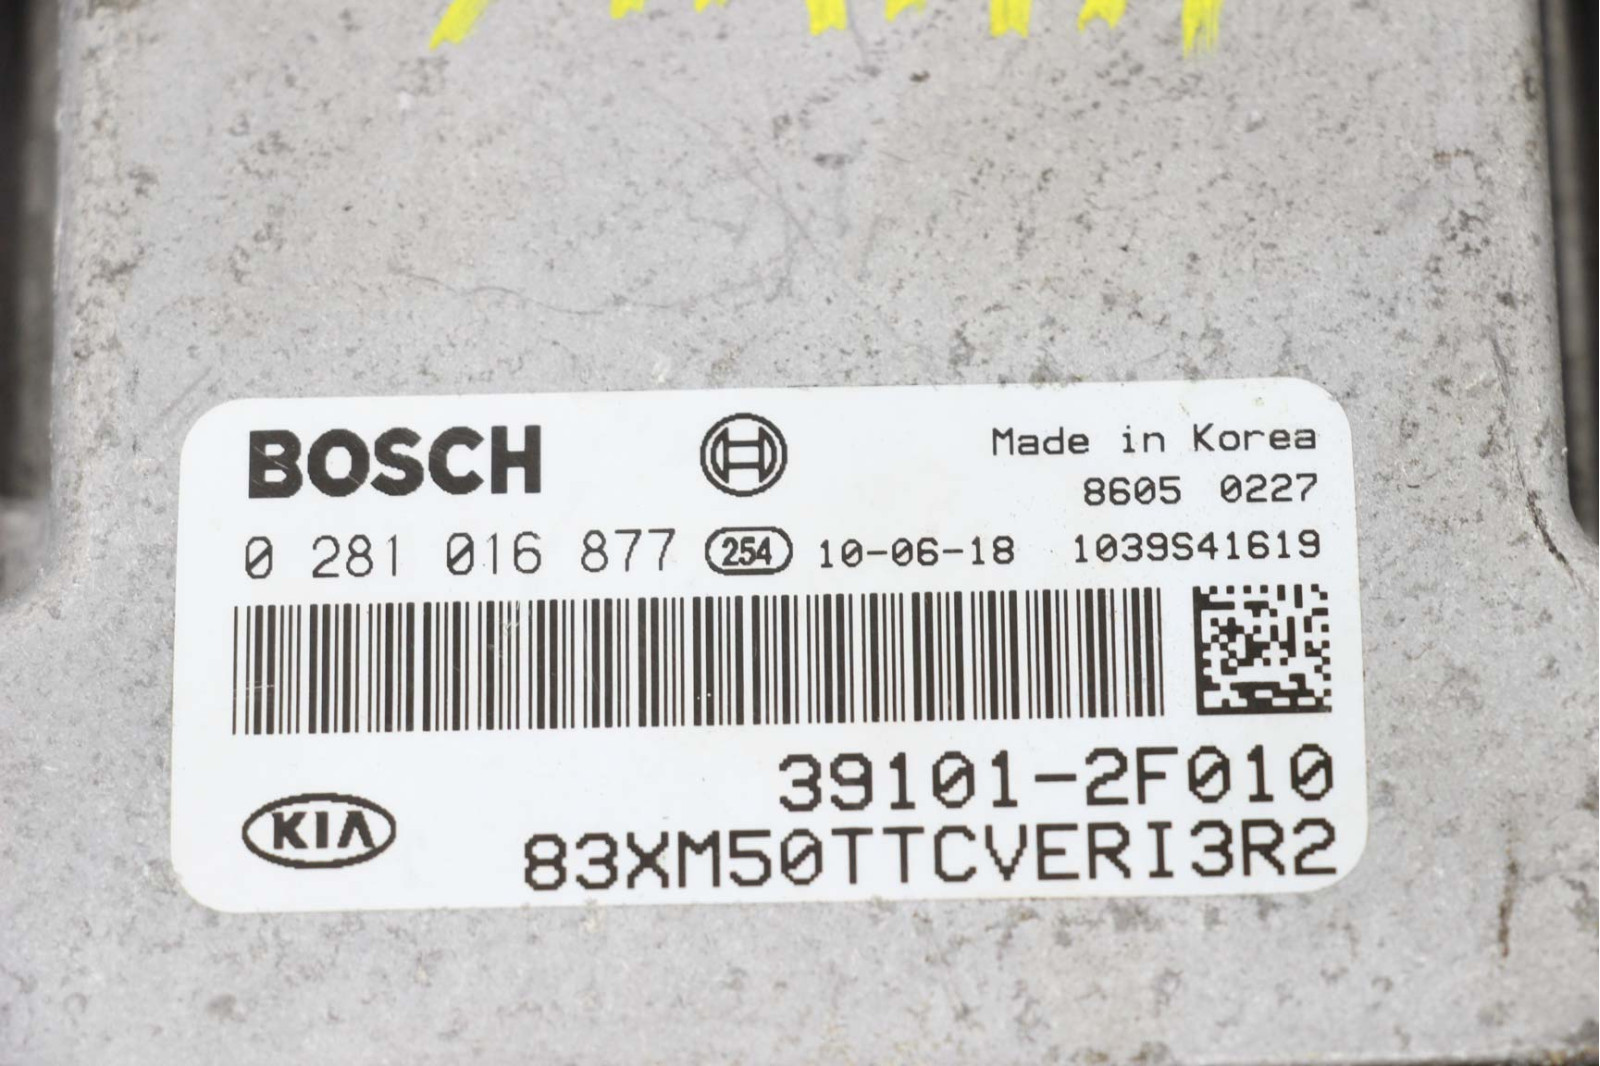 BOSCH
Made in Korea
8605 0227
0 281 016 877 254 10-06-18 1039S41619
39101-2F010
KIA
83XM50TTCVERI3R2